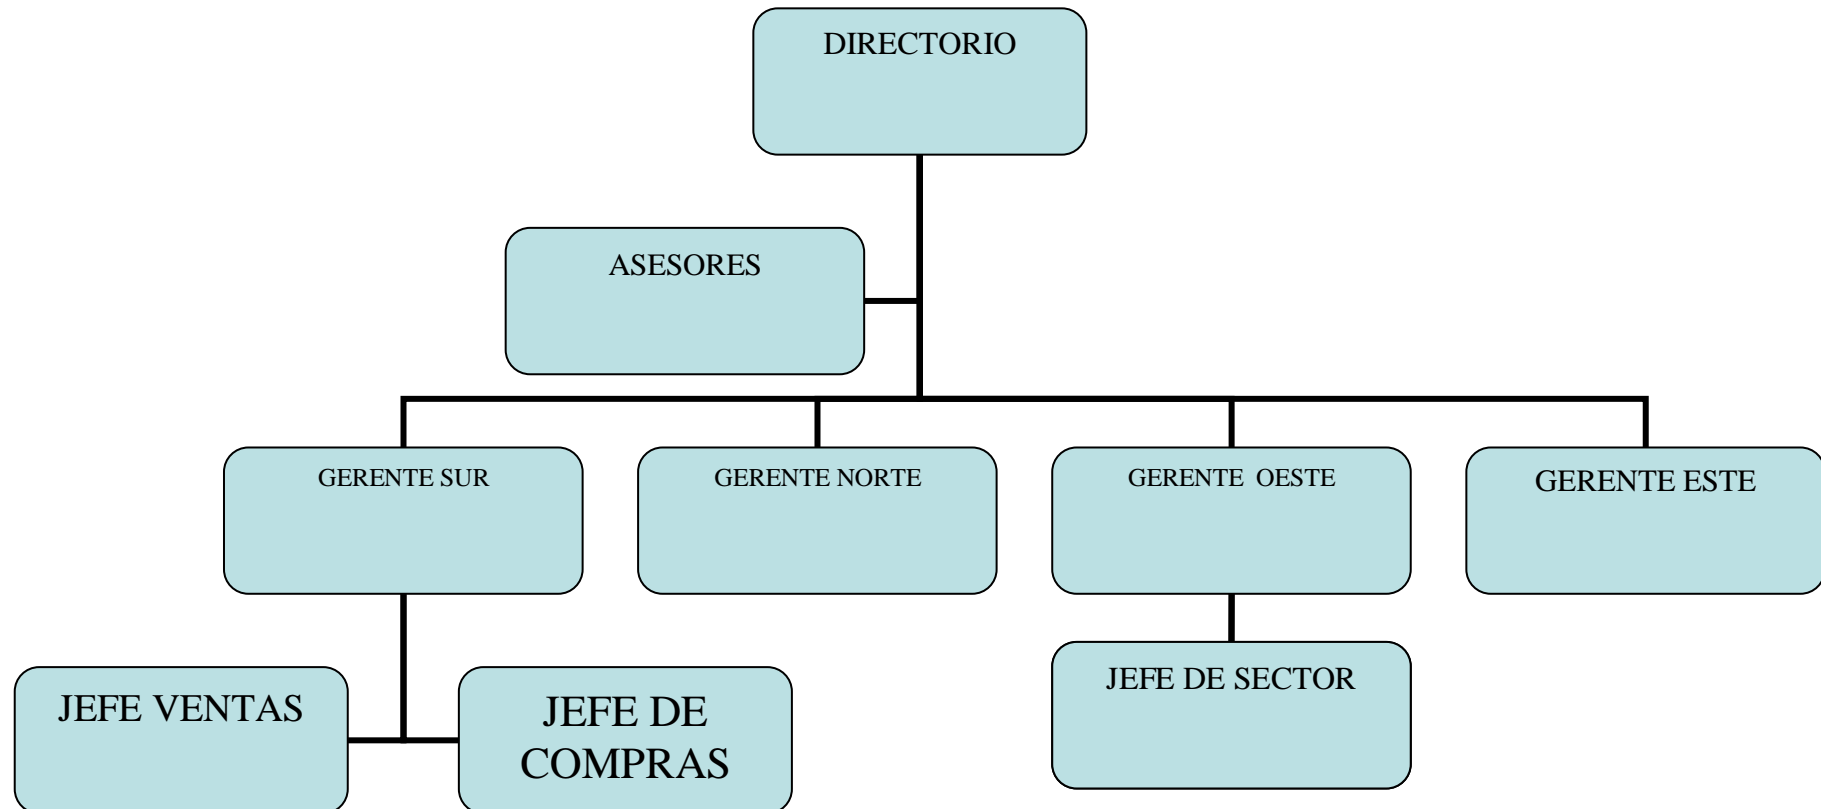 DIRECTORIO
ASESORES
GERENTE SUR
GERENTE NORTE
GERENTE  OESTE
GERENTE ESTE
JEFE VENTAS
JEFE DE
COMPRAS
JEFE DE SECTOR